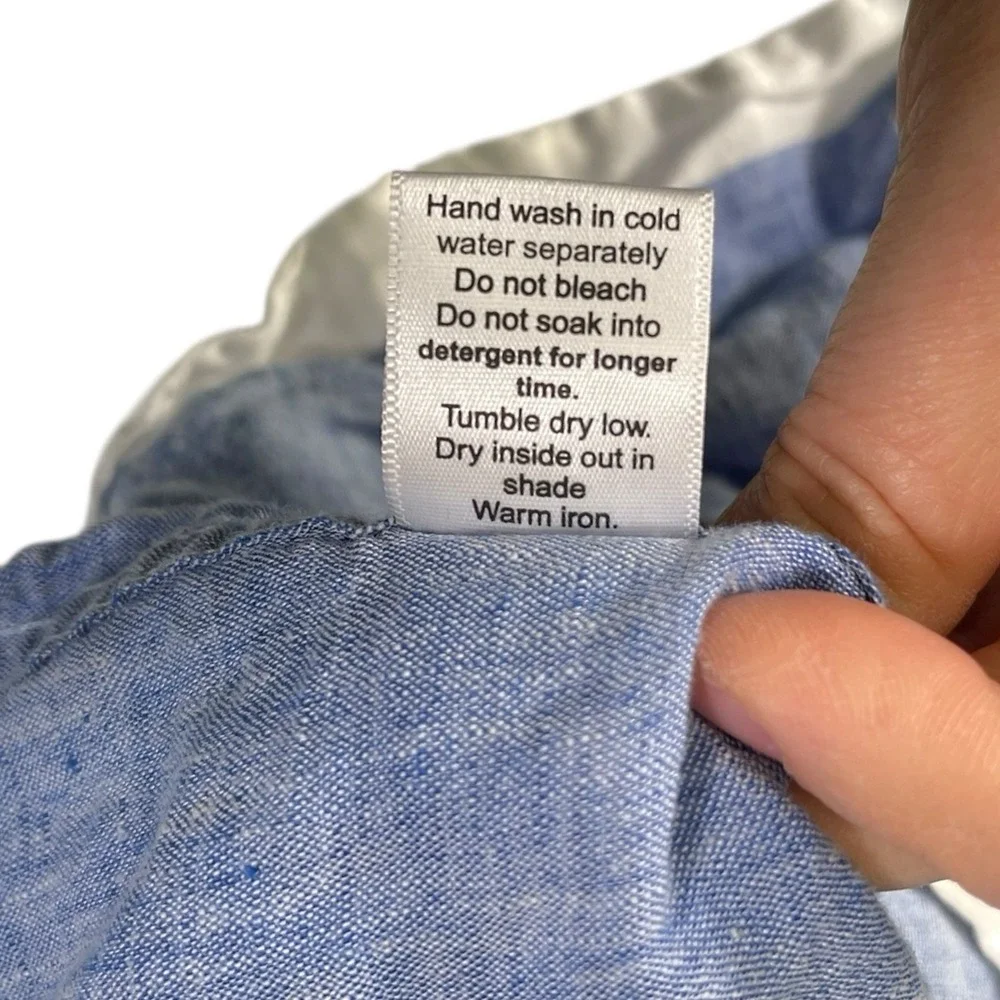 Hand wash in cold
water separately
Do not bleach
Do not soak into
detergent for longer
time.
Tumble dry low.
Dry inside out in
shade
Warm iron.